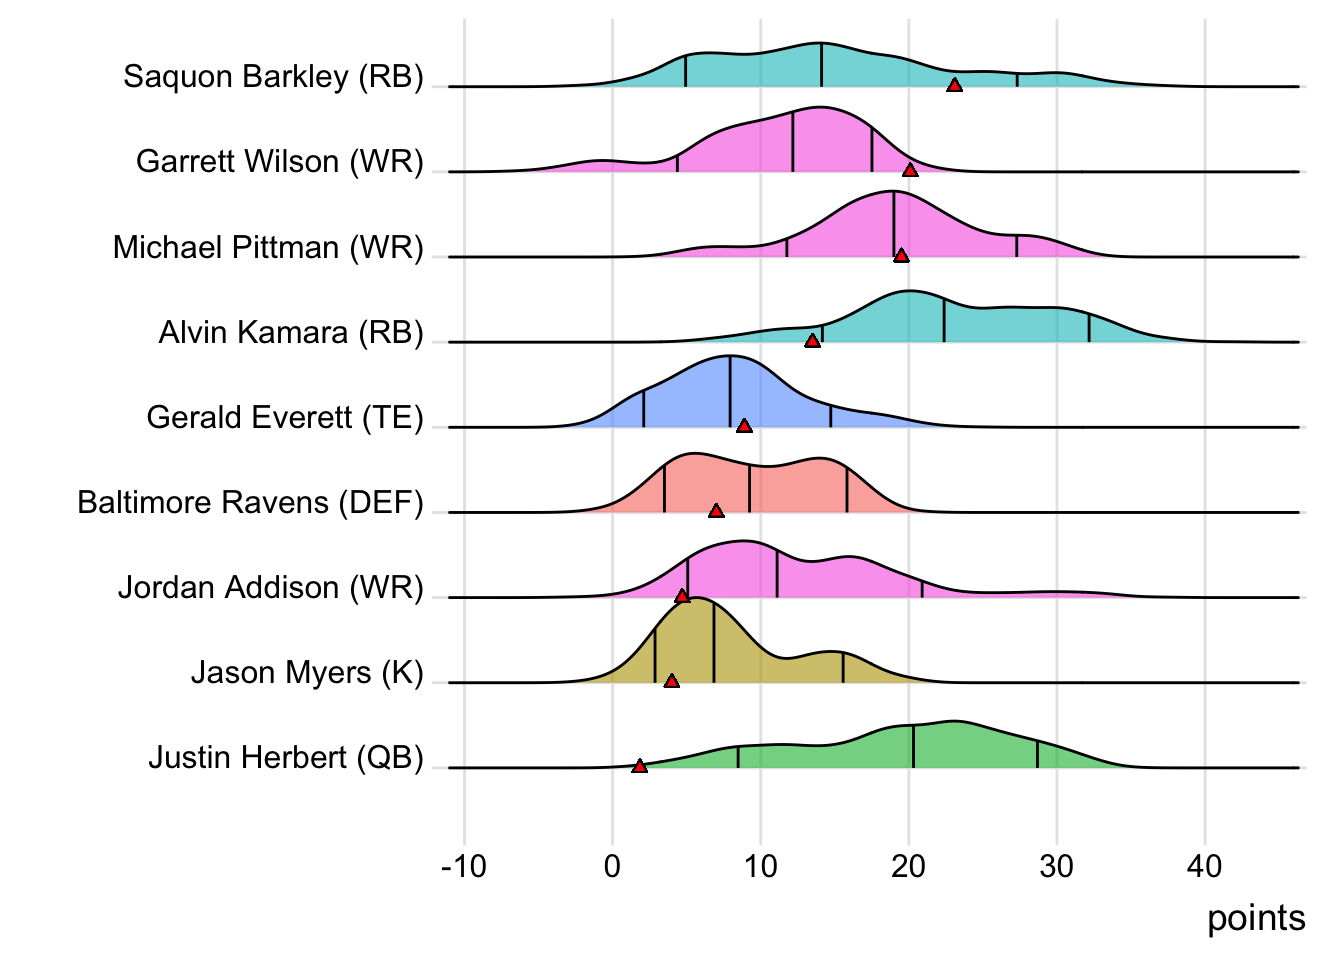 Saquon Barkley (RB)
Garrett Wilson (WR)
Michael Pittman (WR)
Alvin Kamara (RB)
Gerald Everett (TE)
Baltimore Ravens (DEF)
Jordan Addison (WR)
Jason Myers (K)
Justin Herbert (QB)
-10 0 10 20 30 40
points